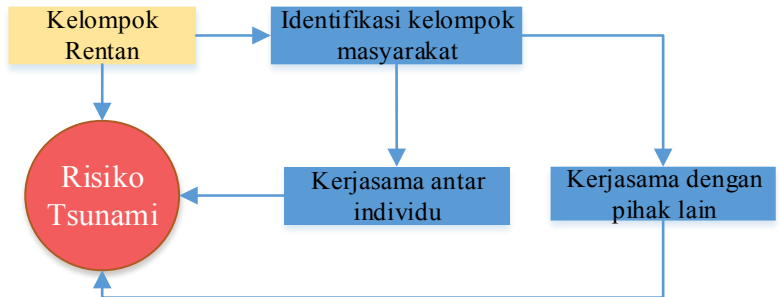 Kelompok
Rentan
Identifikasi kelompok
masyarakat
Risiko
Tsunami
Kerjasama antar
individu
Kerjasama dengan
pihak lain